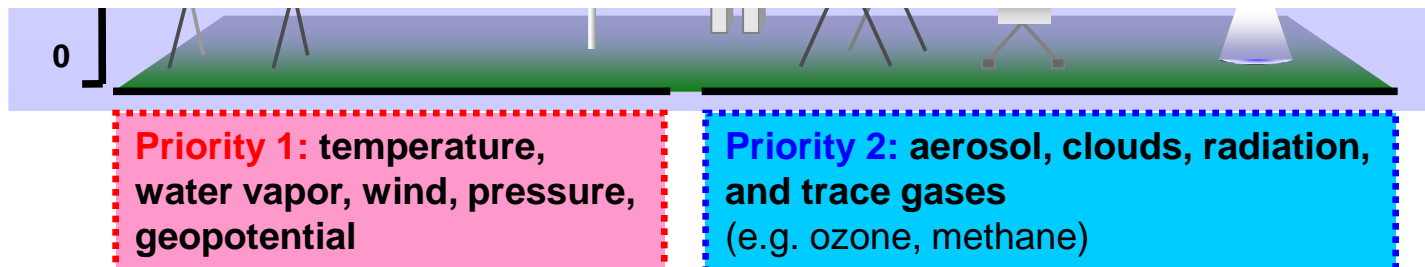 0
Priority 1: temperature,
water vapor, wind, pressure,
geopotential
Priority 2: aerosol, clouds, radiation,
and trace gases
(e.g. ozone, methane)